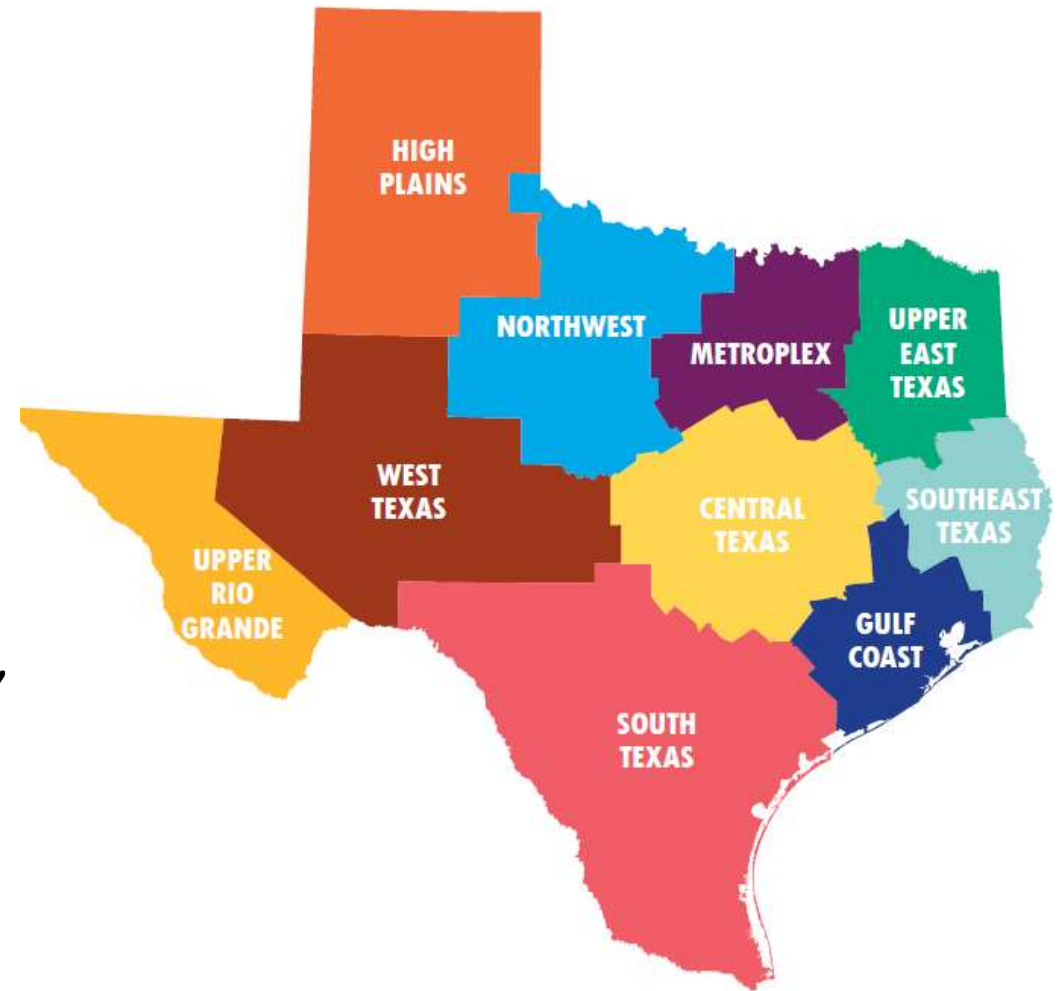 HIGH
PLAINS
NORTHWEST
METROPLEX
UPPER
EAST
TEXAS
WEST
TEXAS
CENTRAL
TEXAS
SOUTHEAST
TEXAS
UPPER
RIO
GRANDE
GULF
COAST
SOUTH
TEXAS